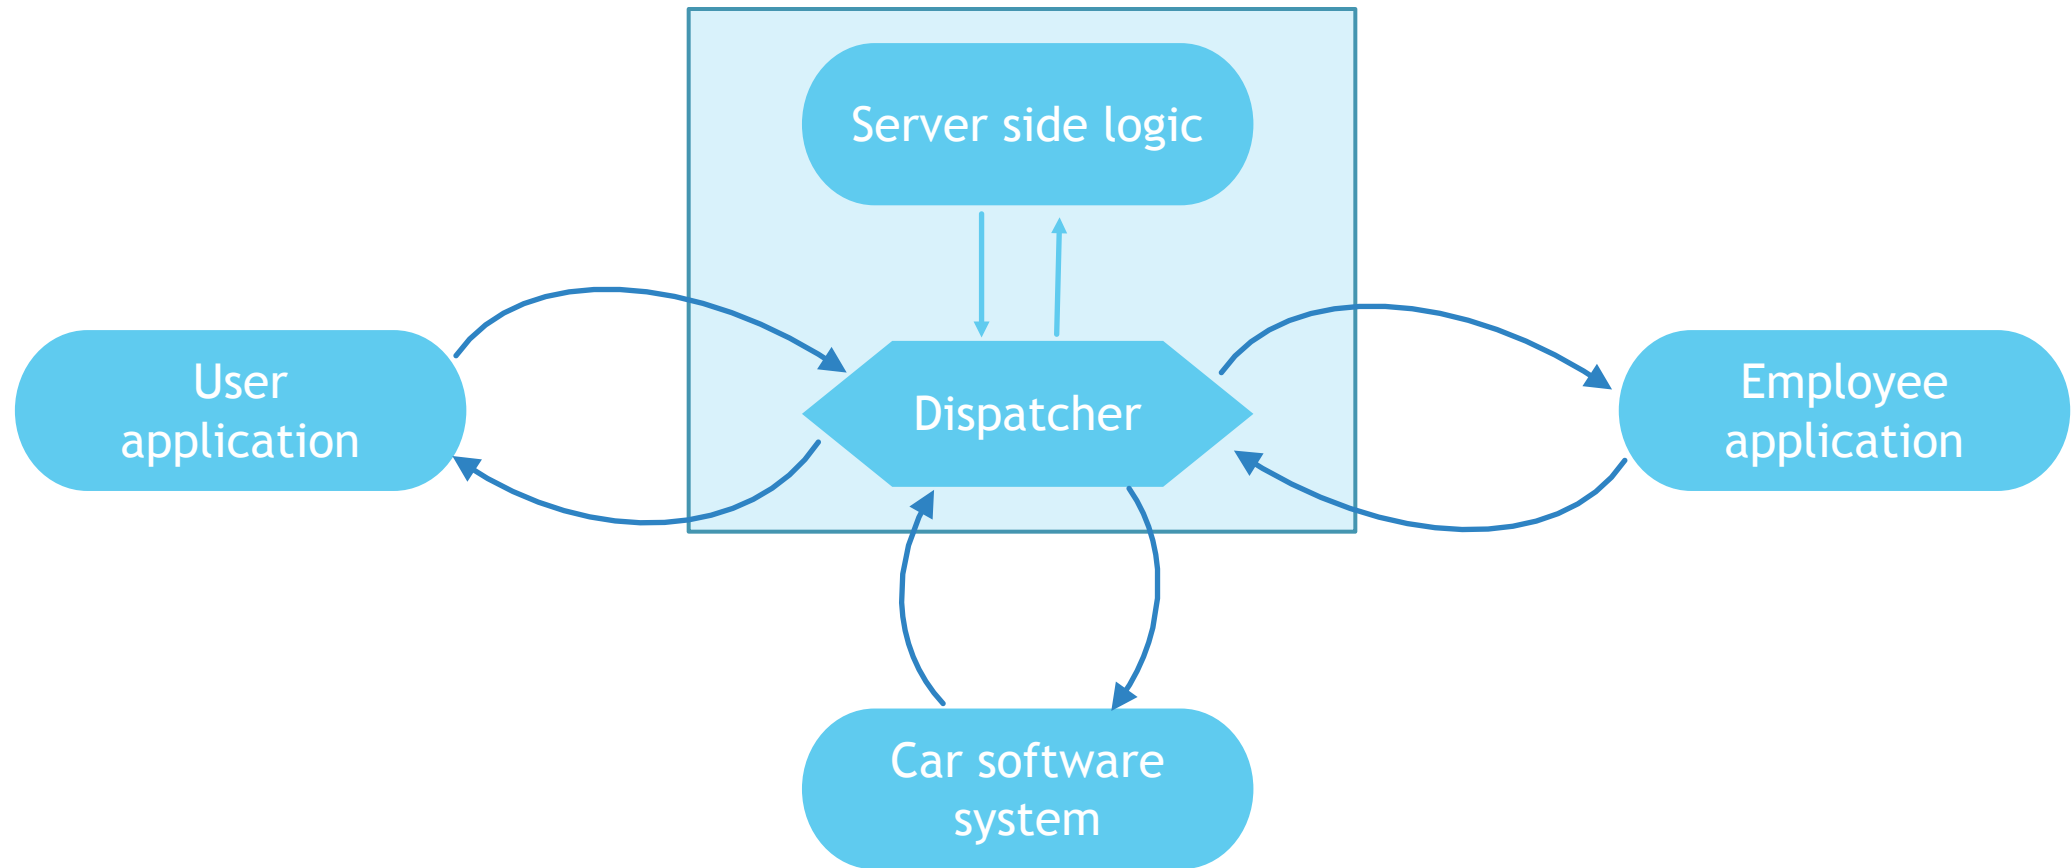 Server side logic
User
application
Dispatcher
Employee
application
Car software
system